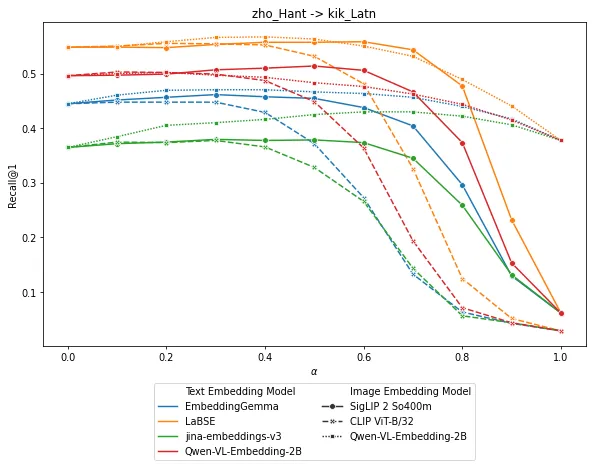 zho_Hant -> kik_Latn
Recall@1
0.5
0.4
0.3
0.2
0.1
0.0 0.2 0.4 0.6 0.8 1.0
α
Text Embedding Model Image Embedding Model
EmbeddingGemma SigLIP 2 So400m
LaBSE CLIP ViT-B/32
jina-embeddings-v3 Qwen-VL-Embedding-2B
Qwen-VL-Embedding-2B